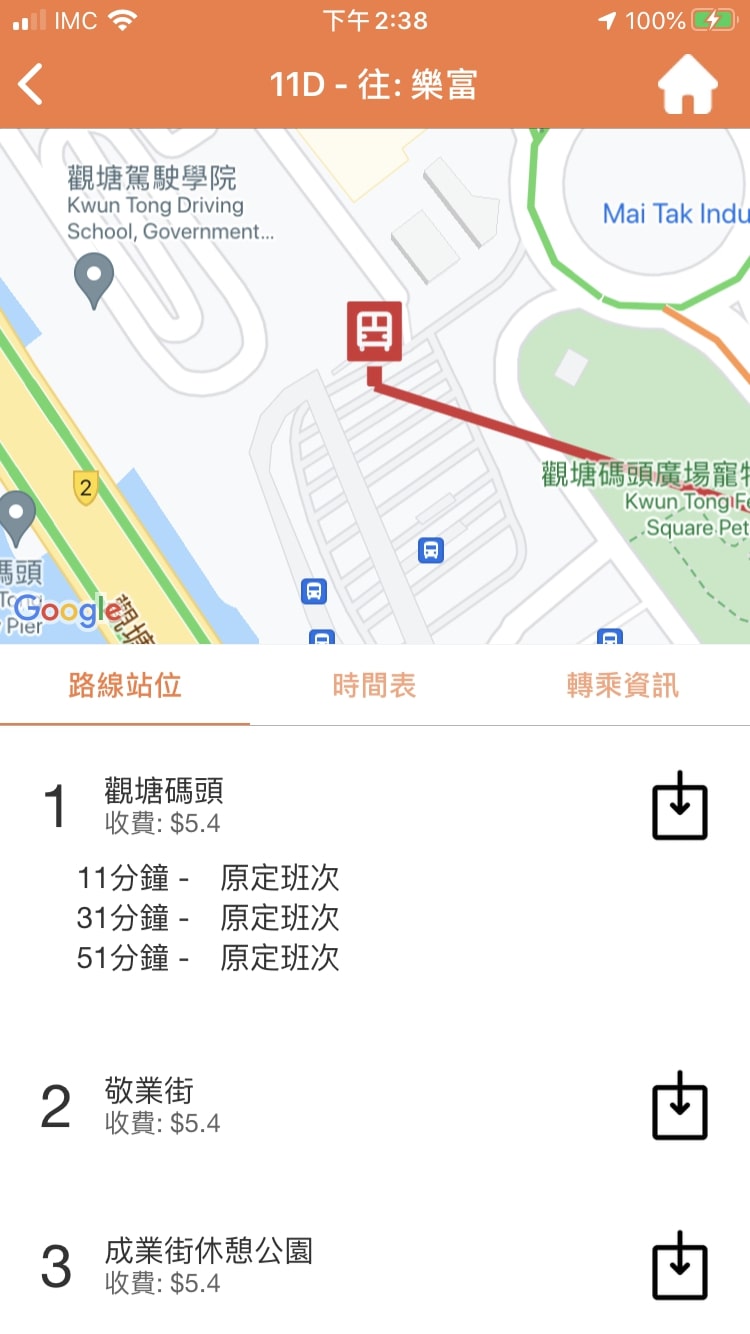 IMC
下午2:38
100%
11D - 往: 樂富
觀塘駕駛學院
Kwun Tong Driving
School, Government...
Mai Tak Indu
2
觀塘碼頭廣場寵
Kwun Tong F
Square Pet
碼頭
Pier
Google
觀塘
路線站位
時間表
轉乘資訊
1
觀塘碼頭
收費: $5.4
11分鐘 - 原定班次
31分鐘 - 原定班次
51分鐘 - 原定班次
2
敬業街
收費: $5.4
3
成業街休憩公園
收費: $5.4